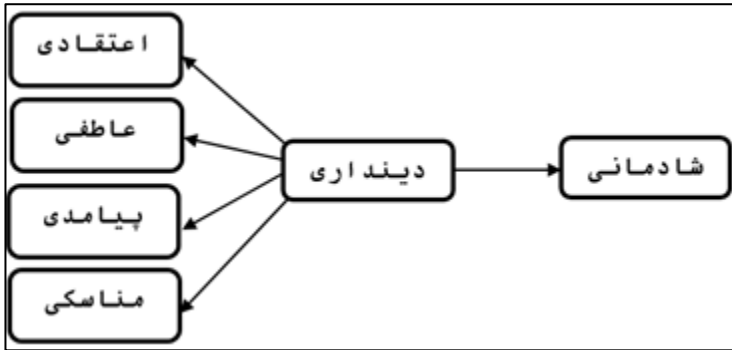 اعتقادی
عاطفی
پیامدی
مناسکی
دینداری
شادمانی